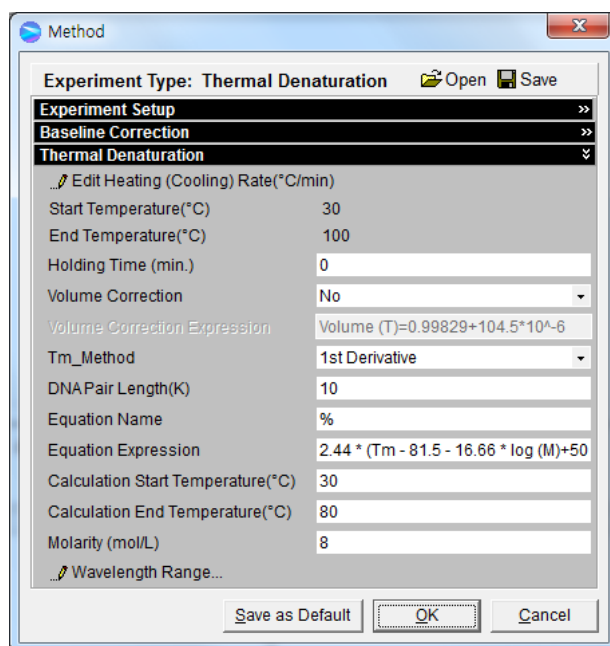 Method
Experiment Type: Thermal Denaturation Open Save
Experiment Setup »
Baseline Correction »
Thermal Denaturation
Edit Heating (Cooling) Rate(°C/min)
Start Temperature(°C) 30
End Temperature(°C) 100
Holding Time (min.) 0
Volume Correction No
Volume Correction Expression Volume (T)=0.99829+104.5*10^-6
Tm_Method 1st Derivative
DNA Pair Length(K) 10
Equation Name %
Equation Expression 2.44 * (Tm - 81.5 - 16.66 * log (M)+50
Calculation Start Temperature(°C) 30
Calculation End Temperature(°C) 80
Molarity (mol/L) 8
Wavelength Range...
Save as Default OK Cancel